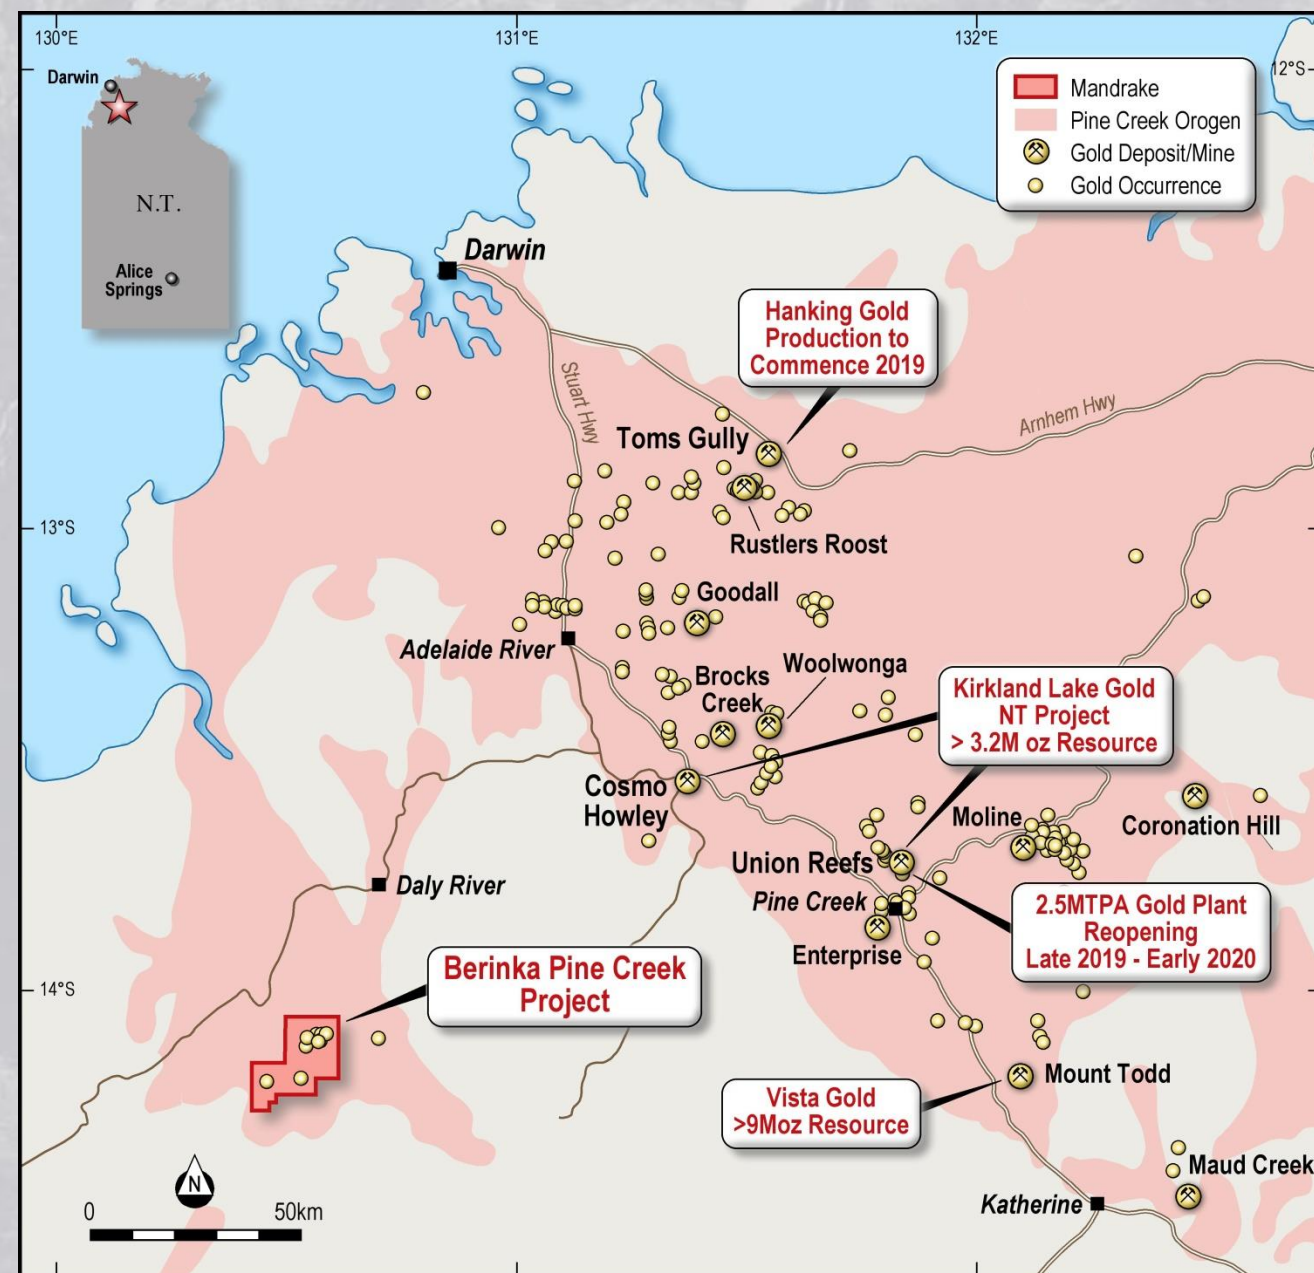 130°E
131°E
132°E
12°S
13°S
14°S
Darwin
N.T.
Alice
Springs
Mandrake
Pine Creek Orogen
Gold Deposit/Mine
Gold Occurrence
Darwin
Hanking Gold
Production to
Commence 2019
Stuart Hwy
Arnhem Hwy
Toms Gully
Rustlers Roost
Goodall
Adelaide River
Woolwonga
Brocks
Creek
Kirkland Lake Gold
NT Project
> 3.2M oz Resource
Cosmo
Howley
Moline
Coronation Hill
Union Reefs
Daly River
Pine Creek
Enterprise
2.5MTPA Gold Plant
Reopening
Late 2019 - Early 2020
Berinka Pine Creek
Project
Mount Todd
Vista Gold
>9Moz Resource
Maud Creek
Katherine
N
0
50km